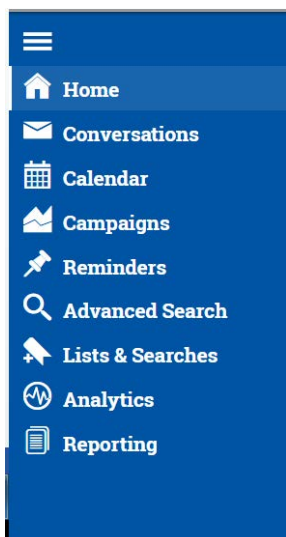 Home
Conversations
Calendar
Campaigns
Reminders
Advanced Search
Lists & Searches
Analytics
Reporting